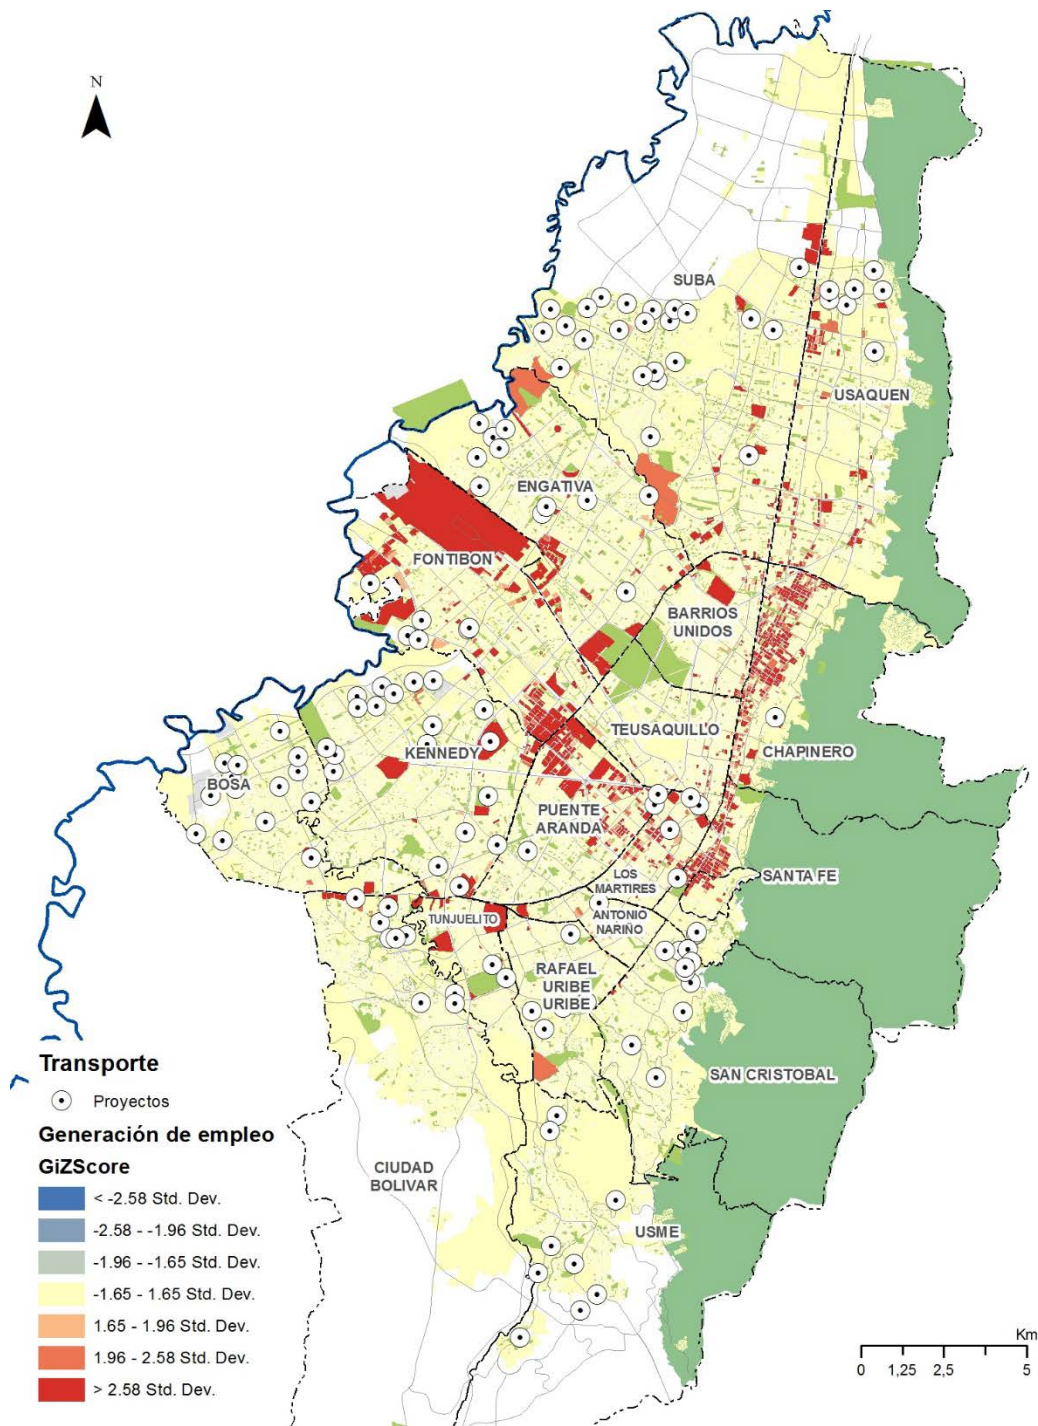 N
SUBA
USAQUEN
ENGATIVA
FONTIBON
BARRIOS
UNIDOS
TEUSAQUILLO
CHAPINERO
KENNEDY
BOSA
PUENTE
ARANDA
LOS
MARTIRES
SANTA FE
ANTONIO
NARIÑO
TUNJUELITO
RAFAEL
URIBE
URIBE
SAN CRISTOBAL
CIUDAD
BOLIVAR
USME
Transporte
Proyectos
Generación de empleo
GiZScore
< -2.58 Std. Dev.
-2.58 - -1.96 Std. Dev.
-1.96 - -1.65 Std. Dev.
-1.65 - 1.65 Std. Dev.
1.65 - 1.96 Std. Dev.
1.96 - 2.58 Std. Dev.
> 2.58 Std. Dev.
Km
0 1,25 2,5 5